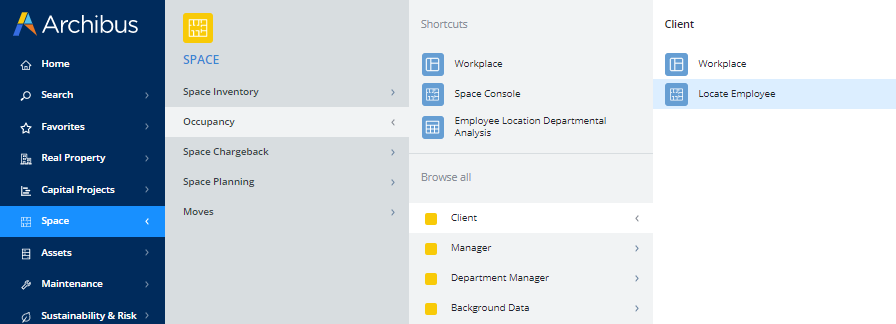 Archibus
Home
Search
Favorites
Real Property
Capital Projects
Space
Assets
Maintenance
Sustainability & Risk
SPACE
Space Inventory
Occupancy
Space Chargeback
Space Planning
Moves
Shortcuts
Workplace
Space Console
Employee Location Departmental
Analysis
Browse all
Client
Manager
Department Manager
Background Data
Client
Workplace
Locate Employee